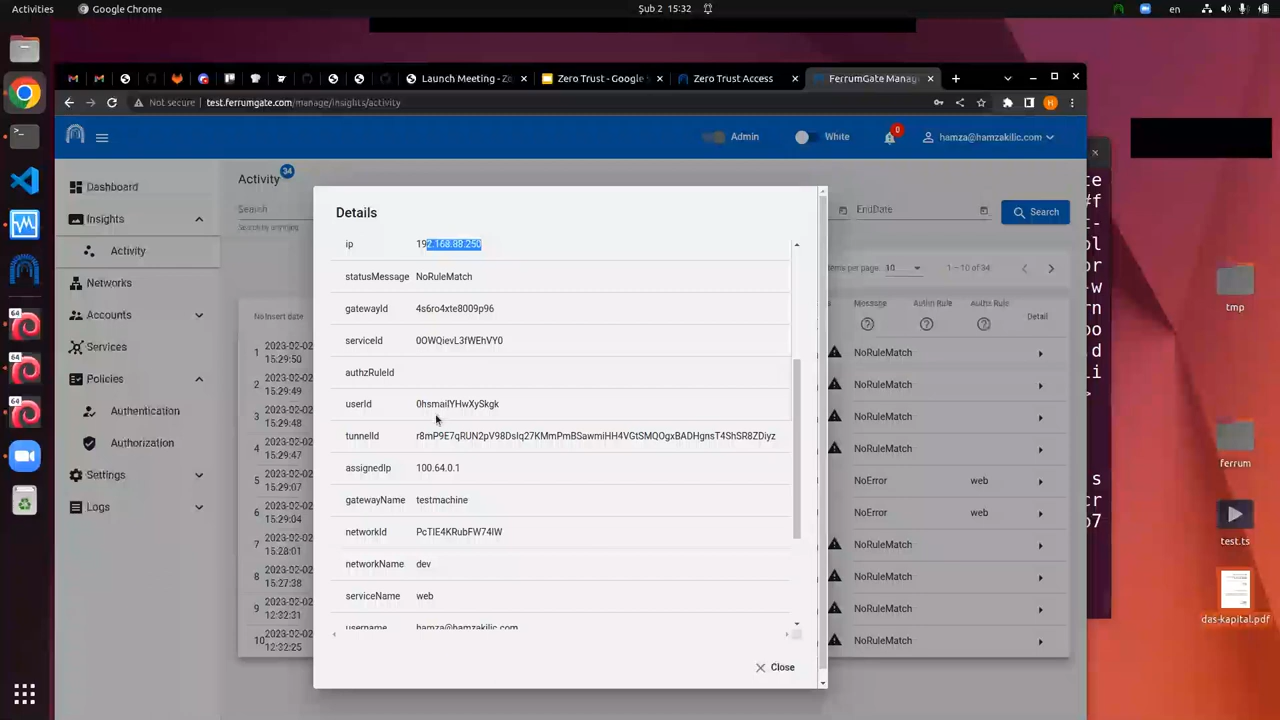 Activities Google Chrome Şub 2 15:32 en
Launch Meeting - Zo Zero Trust - Google S Zero Trust Access FerrumGate Manag
Not secure test.ferrumgate.com/manage/insights/activity
Admin White 0 hamza@hamzakilic.com
Dashboard
Insights
Activity
Networks
Accounts
Services
Policies
Authentication
Authorization
Settings
Logs
Activity 34
Search EndDate Search
Search by anything
items per page: 10 1 – 10 of 34
No Insert date Message Authn Rule Authz Rule Detail
1 2023-02-02 15:29:50 NoRuleMatch
2 2023-02-02 15:29:49 NoRuleMatch
3 2023-02-02 15:29:48 NoRuleMatch
4 2023-02-02 15:29:47 NoRuleMatch
5 2023-02-02 15:29:07 NoError web
6 2023-02-02 15:29:04 NoError web
7 2023-02-02 15:28:01 NoRuleMatch
8 2023-02-02 15:27:38 NoRuleMatch
9 2023-02-02 12:32:31 NoRuleMatch
10 2023-02-02 12:32:25 NoRuleMatch
Details
ip 192.168.88.250
statusMessage NoRuleMatch
gatewayId 4s6ro4xte8009p96
serviceId 0OWQievL3fWEhVY0
authzRuleId
userId 0hsmailYHwXySkgk
tunnelId r8mP9E7qRUN2pV98DsIq27KMmPmBSawmiHH4VGtSMQOgxBADHgnsT4ShSR8ZDiyz
assignedIp 100.64.0.1
gatewayName testmachine
networkId PcTlE4KRubFW74IW
networkName dev
serviceName web
username hamza@hamzakilic.com
Close
tmp
ferrum
test.ts
das-kapital.pdf